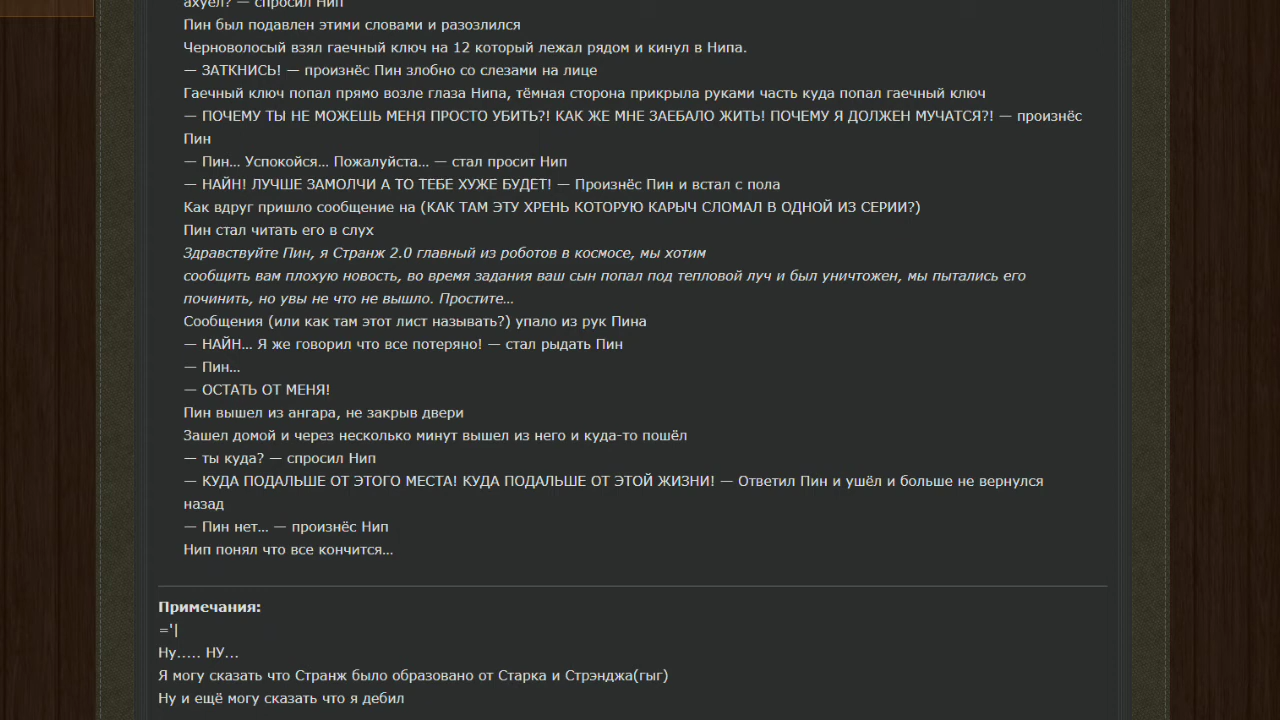 ахуел? — спросил Нип
Пин был подавлен этими словами и разозлился
Черноволосый взял гаечный ключ на 12 который лежал рядом и кинул в Нипа.
— ЗАТКНИСЬ! — произнёс Пин злобно со слезами на лице
Гаечный ключ попал прямо возле глаза Нипа, тёмная сторона прикрыла руками часть куда попал гаечный ключ
— ПОЧЕМУ ТЫ НЕ МОЖЕШЬ МЕНЯ ПРОСТО УБИТЬ?! КАК ЖЕ МНЕ ЗАЕБАЛО ЖИТЬ! ПОЧЕМУ Я ДОЛЖЕН МУЧАТСЯ?! — произнёс
Пин
— Пин… Успокойся… Пожалуйста… — стал просит Нип
— НАЙН! ЛУЧШЕ ЗАМОЛЧИ А ТО ТЕБЕ ХУЖЕ БУДЕТ! — Произнёс Пин и встал с пола
Как вдруг пришло сообщение на (КАК ТАМ ЭТУ ХРЕНЬ КОТОРУЮ КАРЫЧ СЛОМАЛ В ОДНОЙ ИЗ СЕРИИ?)
Пин стал читать его в слух
Здравствуйте Пин, я Странж 2.0 главный из роботов в космосе, мы хотим
сообщить вам плохую новость, во время задания ваш сын попал под тепловой луч и был уничтожен, мы пытались его
починить, но увы не что не вышло. Простите…
Сообщения (или как там этот лист называть?) упало из рук Пина
— НАЙН… Я же говорил что все потеряно! — стал рыдать Пин
— Пин…
— ОСТАТЬ ОТ МЕНЯ!
Пин вышел из ангара, не закрыв двери
Зашел домой и через несколько минут вышел из него и куда-то пошёл
— ты куда? — спросил Нип
— КУДА ПОДАЛЬШЕ ОТ ЭТОГО МЕСТА! КУДА ПОДАЛЬШЕ ОТ ЭТОЙ ЖИЗНИ! — Ответил Пин и ушёл и больше не вернулся
назад
— Пин нет… — произнёс Нип
Нип понял что все кончится…
Примечания:
='|
Ну..... НУ...
Я могу сказать что Странж было образовано от Старка и Стрэнджа(гыг)
Ну и ещё могу сказать что я дебил